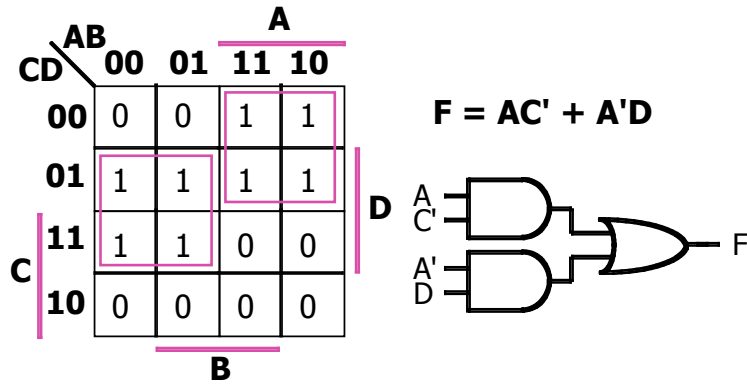 AB
A
CD
00 01 11 10
00 0 0 1 1
F = AC' + A'D
01 1 1 1 1
D
A
C'
F
11 1 1 0 0
C
A'
D
10 0 0 0 0
B